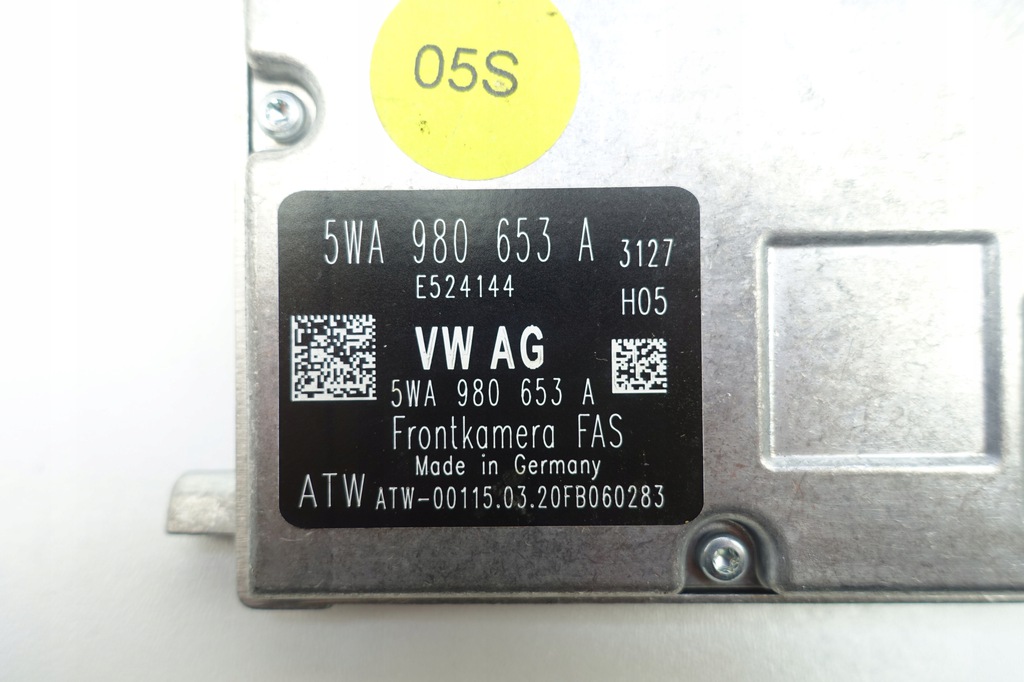 05S
5WA 980 653 A 3127
E524144 H05
VW AG
5WA 980 653 A
Frontkamera FAS
Made in Germany
ATW ATW-00115.03.20FB060283